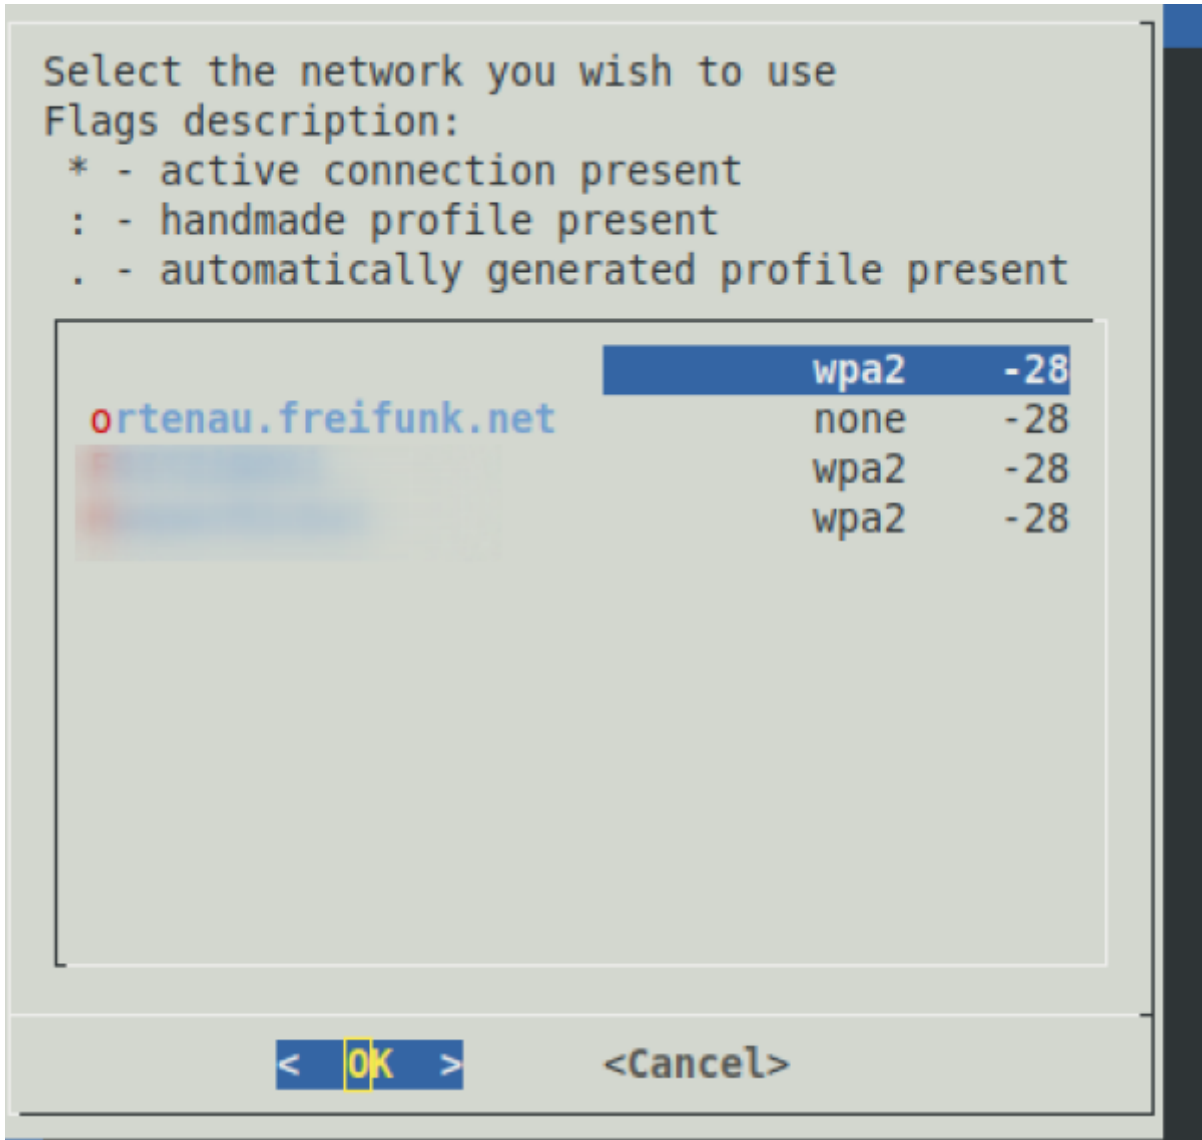 Select the network you wish to use
Flags description:
* - active connection present
: - handmade profile present
. - automatically generated profile present
wpa2 -28
ortenau.freifunk.net none -28
wpa2 -28
wpa2 -28
< OK > <Cancel>